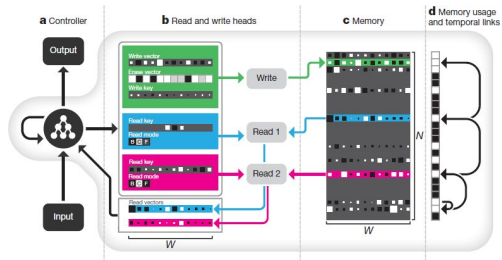 a Controller
b Read and write heads
c Memory
d Memory usage
and temporal links
Output
Input
Write vector
Erase vector
Write key
Read key
Read mode
B C F
Read key
Read mode
B C F
Read vectors
W
Write
Read 1
Read 2
N
W